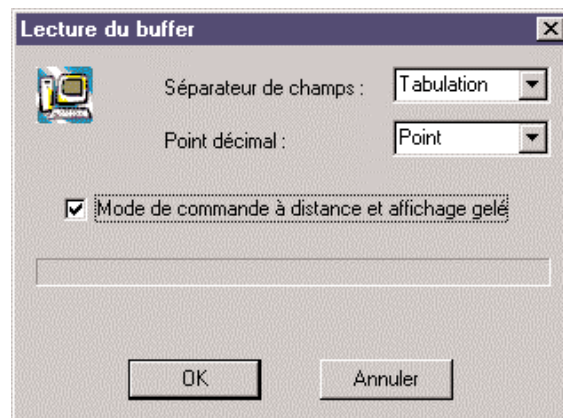 Lecture du buffer
Séparateur de champs : Tabulation
Point décimal : Point
Mode de commande à distance et affichage gelé
OK Annuler